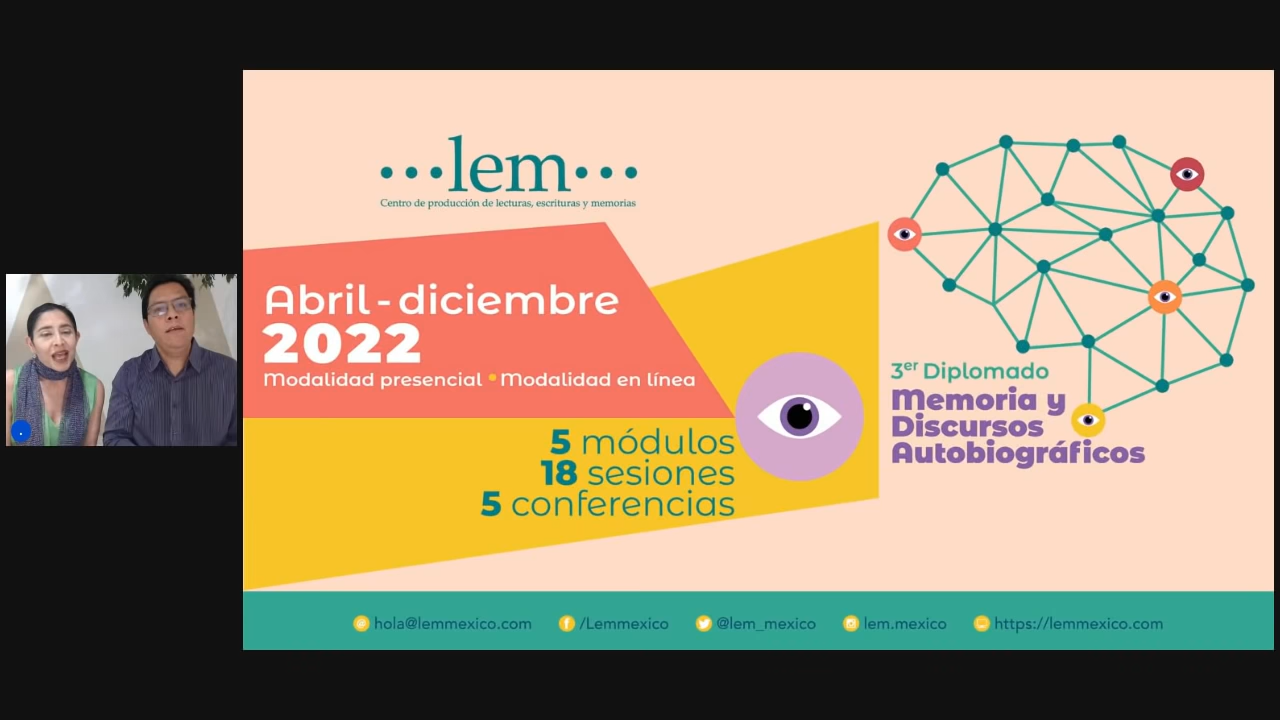 •••lem•••
Centro de producción de lecturas, escrituras y memorias
Abril - diciembre
2022
Modalidad presencial • Modalidad en línea
5 módulos
18 sesiones
5 conferencias
3er Diplomado
Memoria y
Discursos
Autobiográficos
hola@lemmexico.com
/Lemmexico
@lem_mexico
lem.mexico
https://lemmexico.com